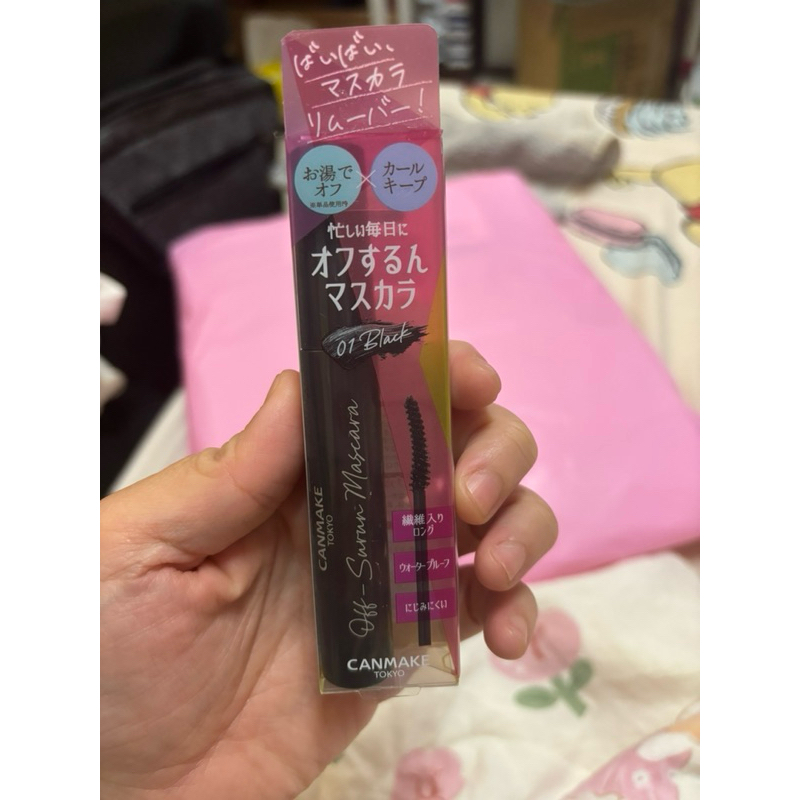 ばいばい、
マスカラ
リムーバー!
お湯で
オフ
×
カール
キープ
忙しい毎日に
オフするん
マスカラ
01 Black
Off-Sururi Mascara
CANMAKE
TOKYO
繊維入り
ロング
ウォータープルーフ
にじみにくい
CANMAKE
TOKYO